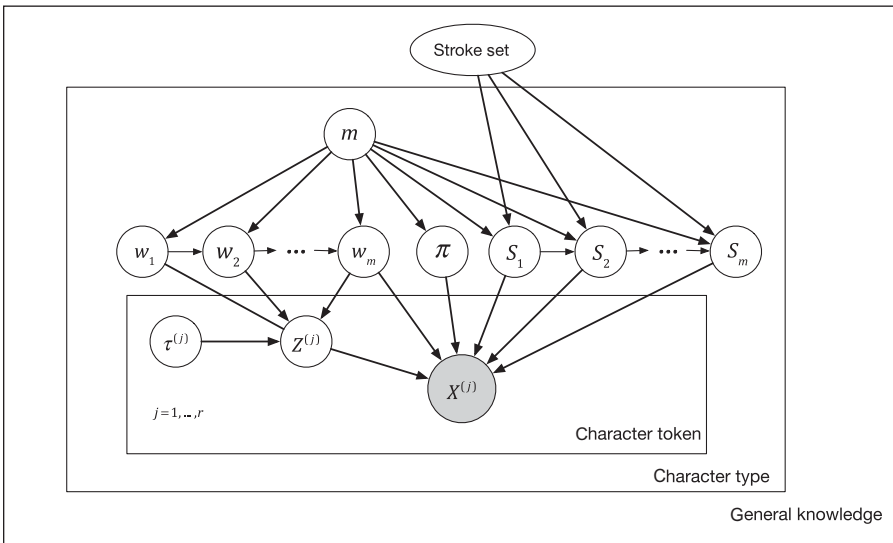 Stroke set
m
w₁ w₂ ... wₘ π S₁ S₂ ... Sₘ
τ⁽ʲ⁾ Z⁽ʲ⁾
X⁽ʲ⁾
j = 1, ..., r
Character token
Character type
General knowledge